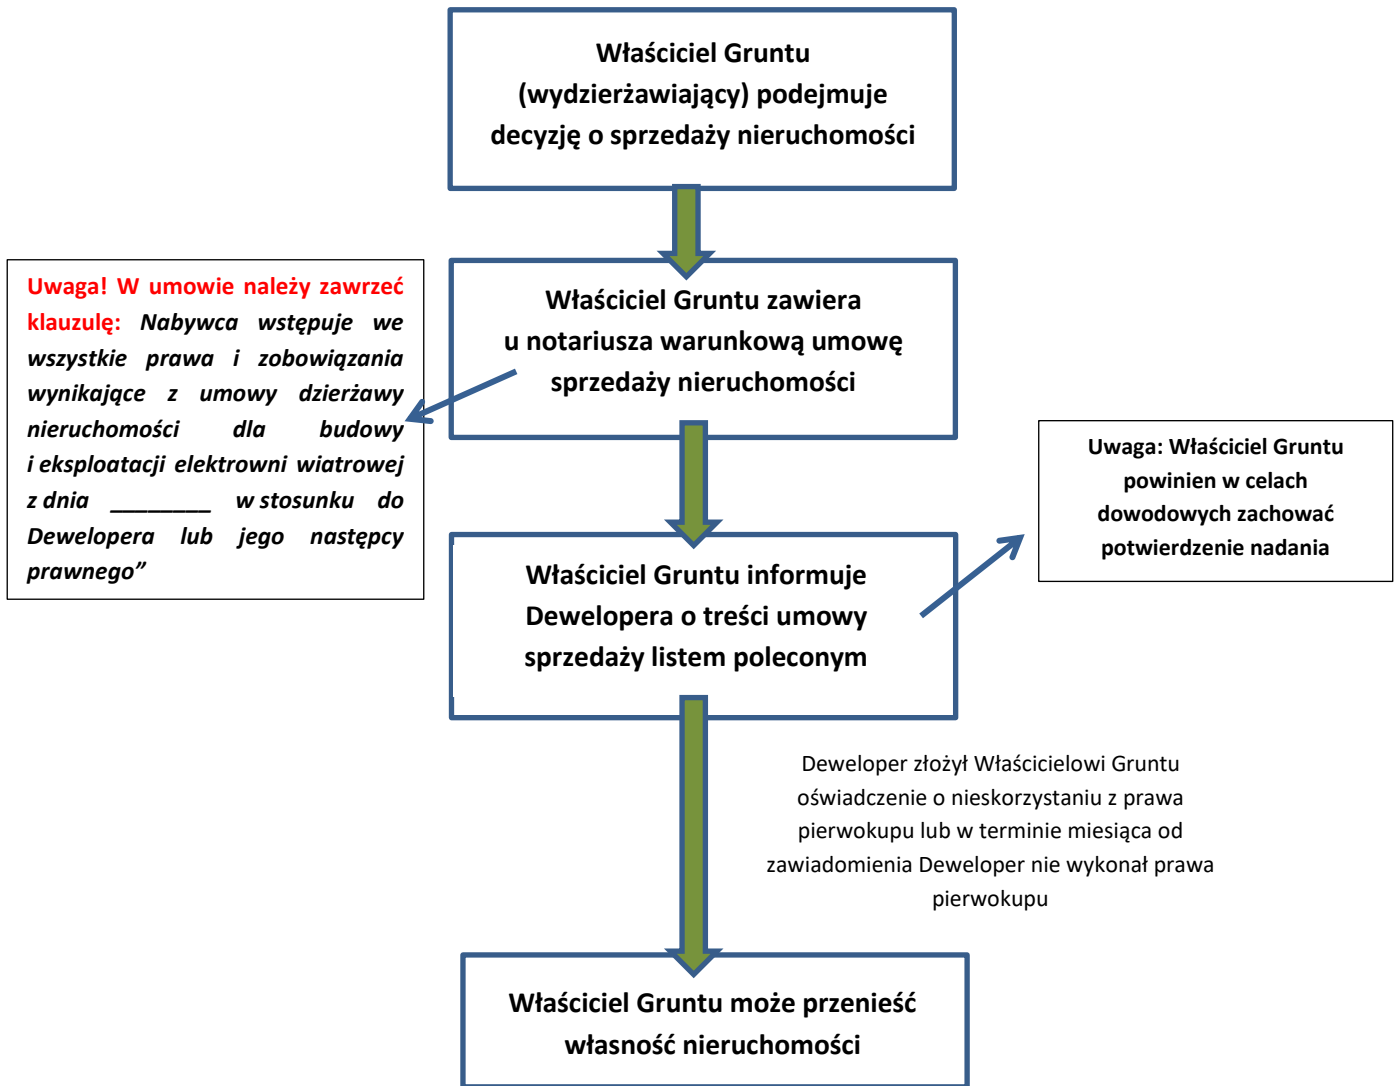 Właściciel Gruntu
(wydzierżawiający) podejmuje
decyzję o sprzedaży nieruchomości
Uwaga! W umowie należy zawrzeć
klauzulę: Nabywca wstępuje we
wszystkie prawa i zobowiązania
wynikające z umowy dzierżawy
nieruchomości dla budowy
i eksploatacji elektrowni wiatrowej
z dnia ________ w stosunku do
Dewelopera lub jego następcy
prawnego”
Właściciel Gruntu zawiera
u notariusza warunkową umowę
sprzedaży nieruchomości
Uwaga: Właściciel Gruntu
powinien w celach
dowodowych zachować
potwierdzenie nadania
Właściciel Gruntu informuje
Dewelopera o treści umowy
sprzedaży listem poleconym
Deweloper złożył Właścicielowi Gruntu
oświadczenie o nieskorzystaniu z prawa
pierwokupu lub w terminie miesiąca od
zawiadomienia Deweloper nie wykonał prawa
pierwokupu
Właściciel Gruntu może przenieść
własność nieruchomości